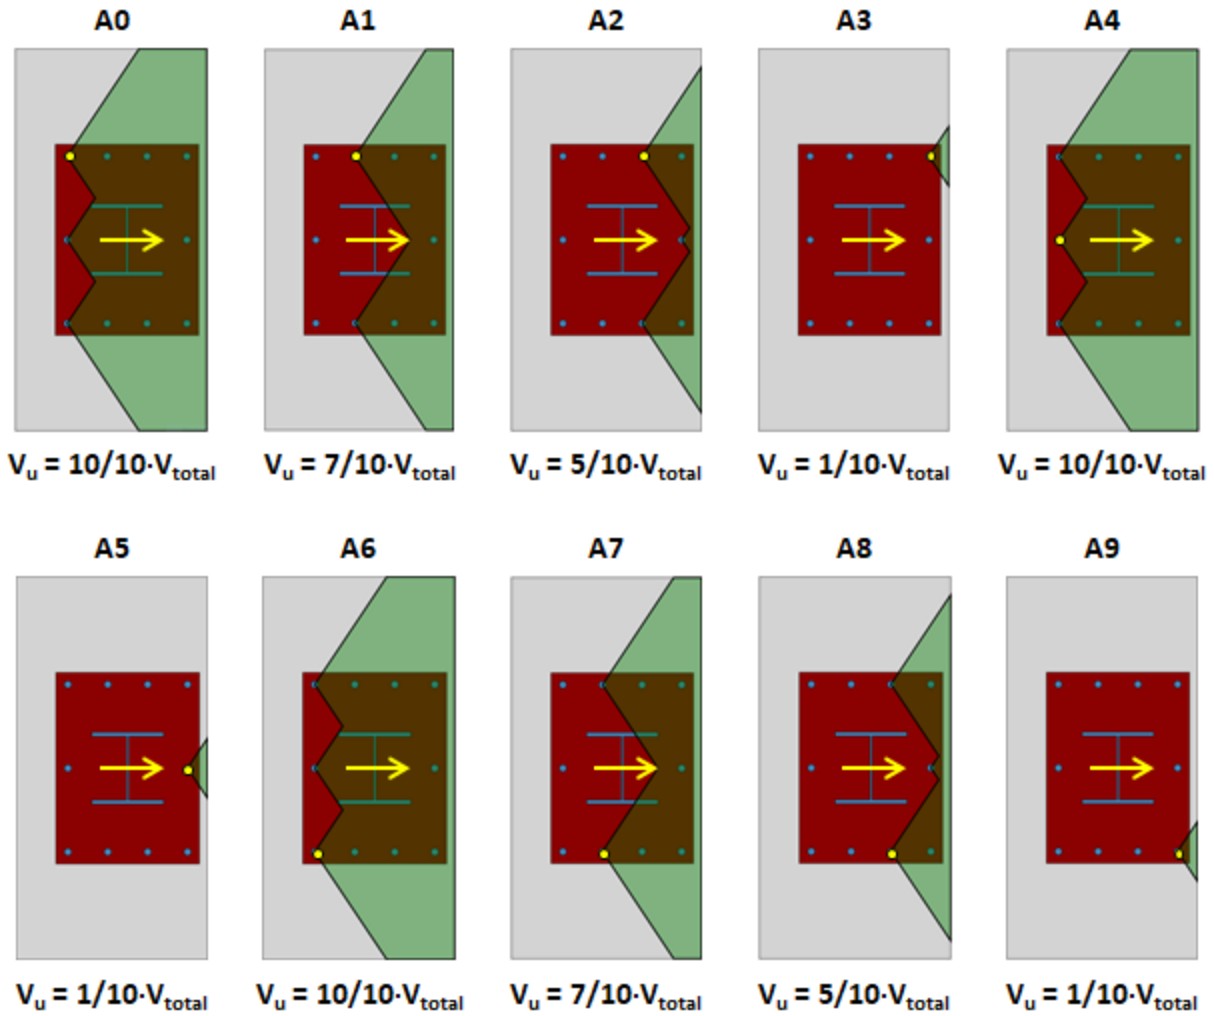 A0 A1 A2 A3 A4
Vu = 10/10·Vtotal Vu = 7/10·Vtotal Vu = 5/10·Vtotal Vu = 1/10·Vtotal Vu = 10/10·Vtotal
A5 A6 A7 A8 A9
Vu = 1/10·Vtotal Vu = 10/10·Vtotal Vu = 7/10·Vtotal Vu = 5/10·Vtotal Vu = 1/10·Vtotal